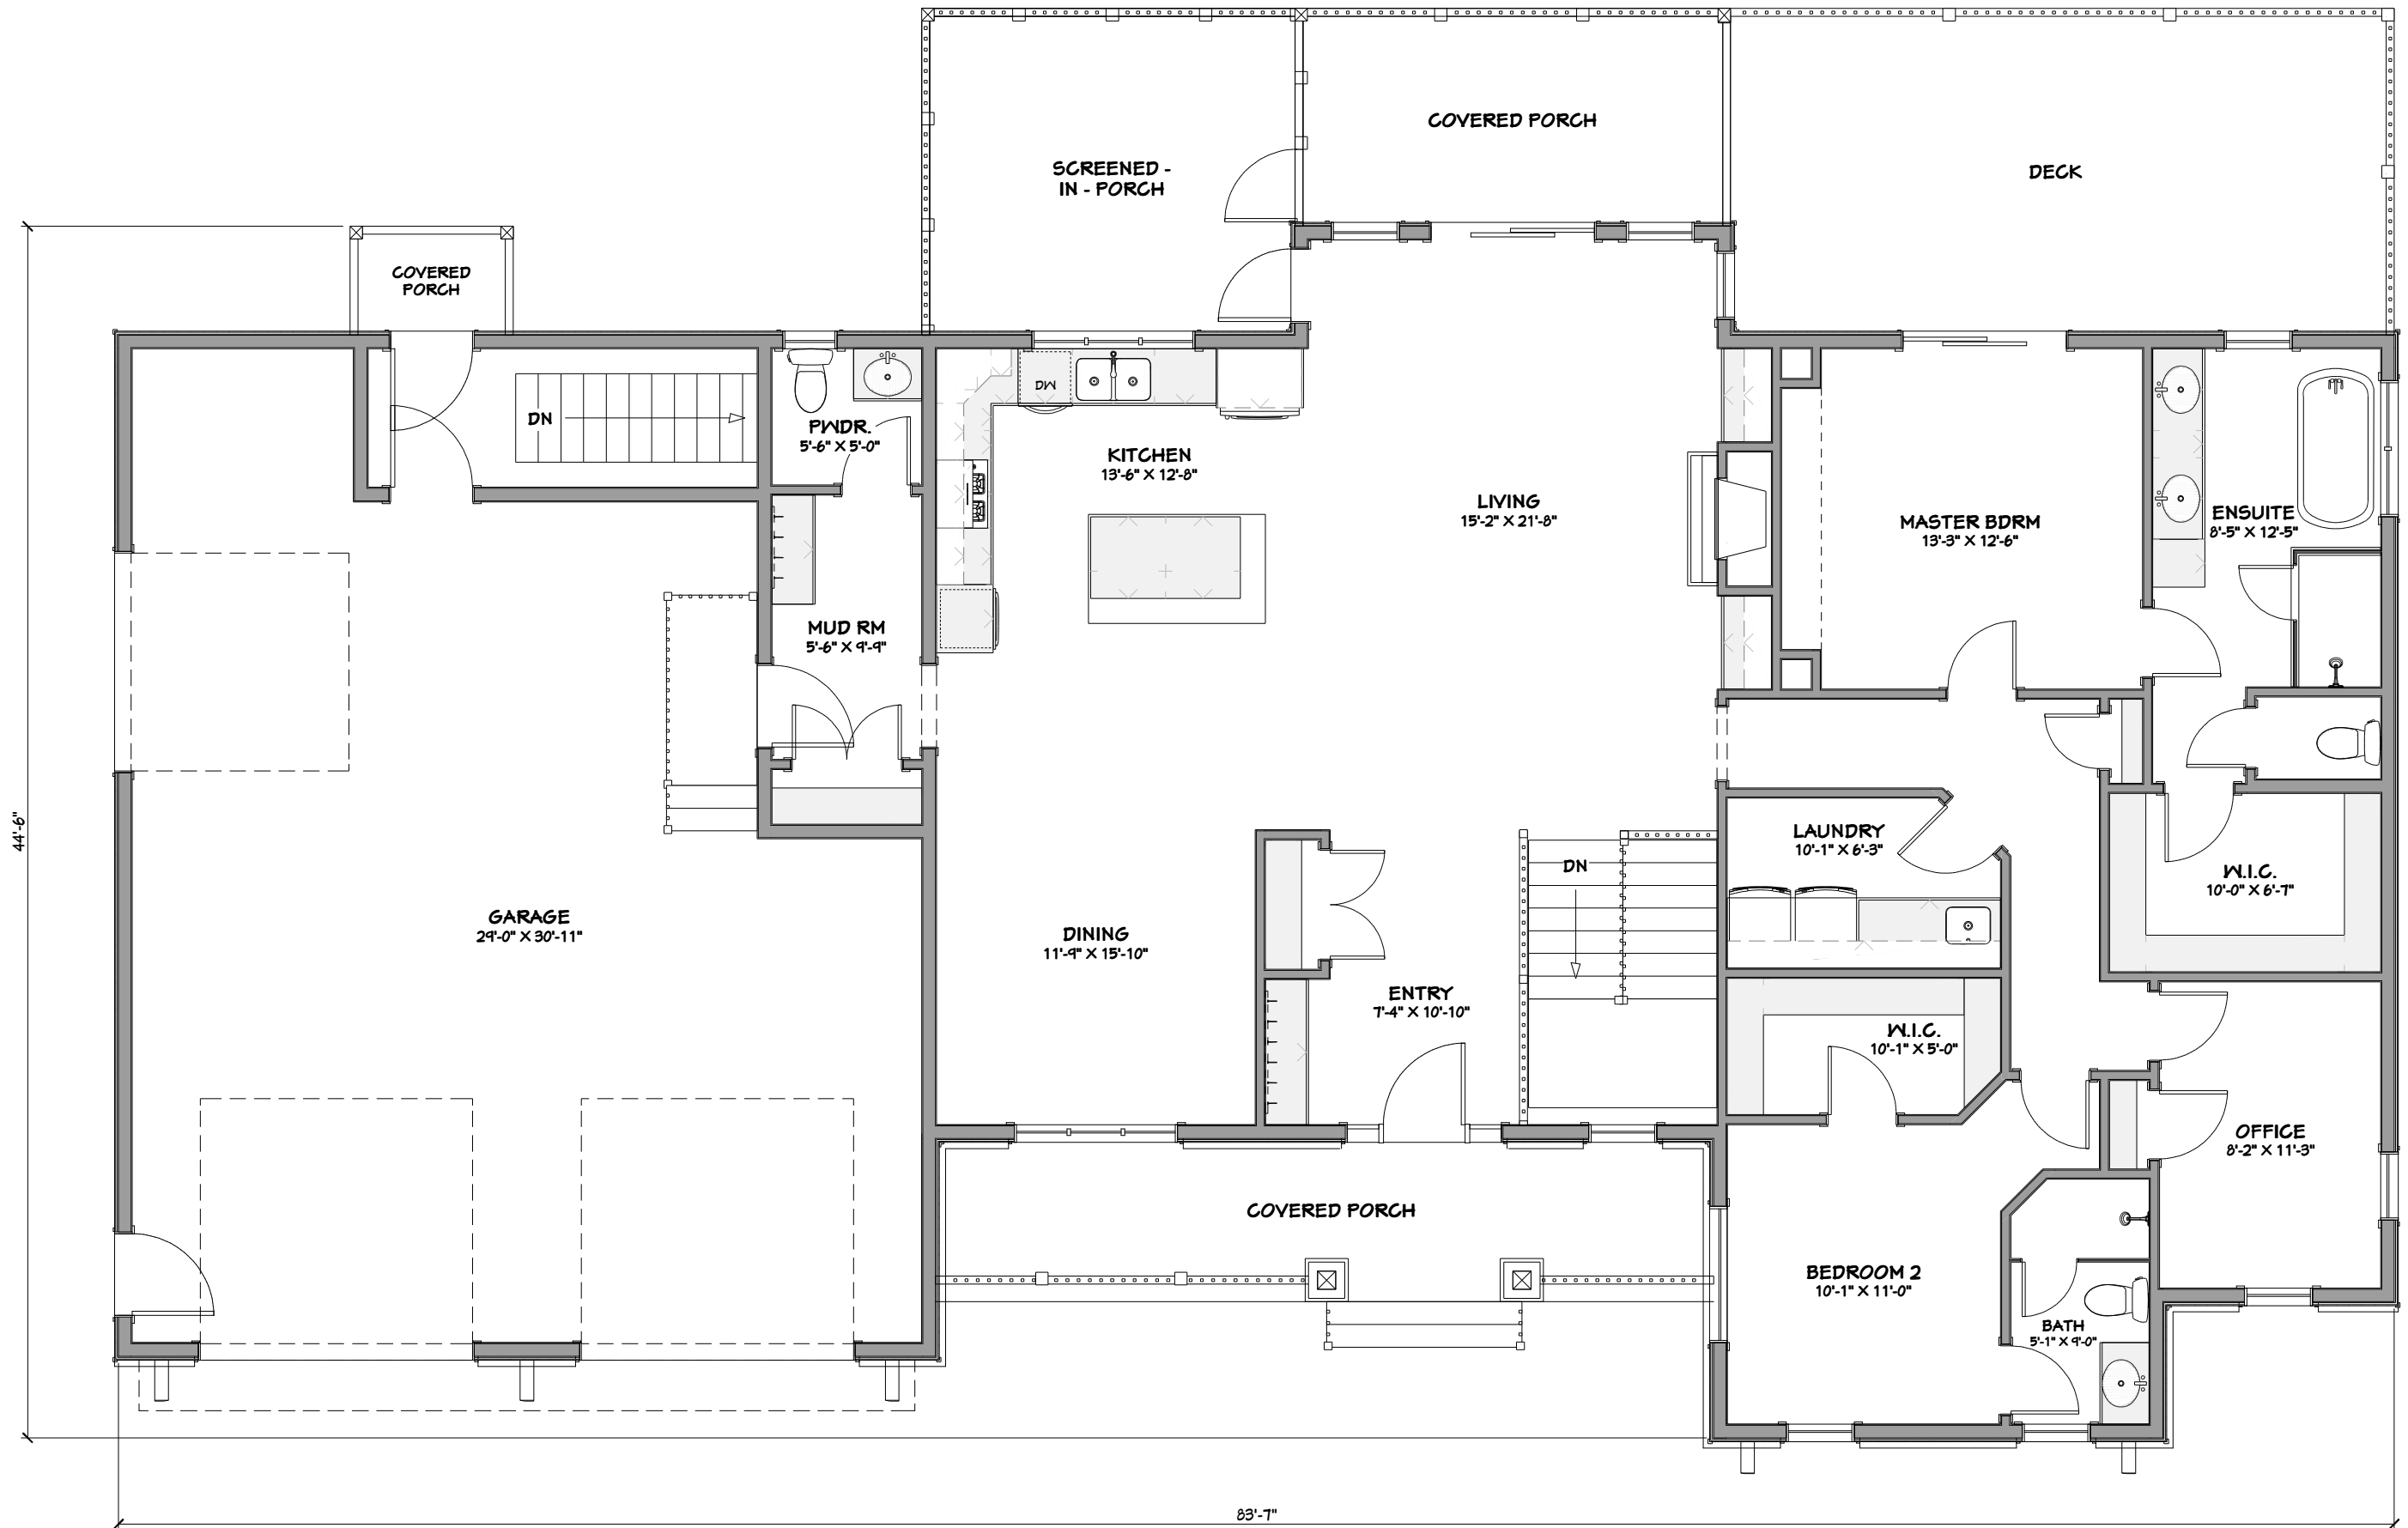 COVERED PORCH
SCREENED -
IN - PORCH
DECK
COVERED
PORCH
DN
PWDR.
5'-6" X 5'-0"
DW
KITCHEN
13'-6" X 12'-8"
LIVING
15'-2" X 21'-8"
MASTER BDRM
13'-3" X 12'-6"
ENSUITE
8'-5" X 12'-5"
MUD RM
5'-6" X 9'-9"
44'-6"
LAUNDRY
10'-1" X 6'-3"
DN
W.I.C.
10'-0" X 6'-7"
GARAGE
29'-0" X 30'-11"
DINING
11'-9" X 15'-10"
ENTRY
7'-4" X 10'-10"
W.I.C.
10'-1" X 5'-0"
OFFICE
8'-2" X 11'-3"
COVERED PORCH
BEDROOM 2
10'-1" X 11'-0"
BATH
5'-1" X 9'-0"
83'-7"